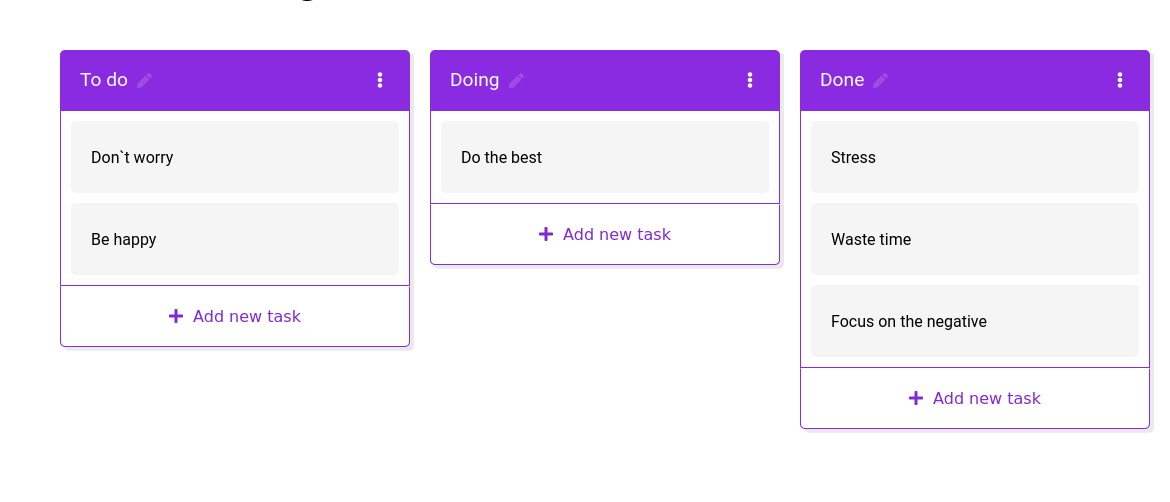 To do
Don`t worry
Be happy
Add new task
Doing
Do the best
Add new task
Done
Stress
Waste time
Focus on the negative
Add new task